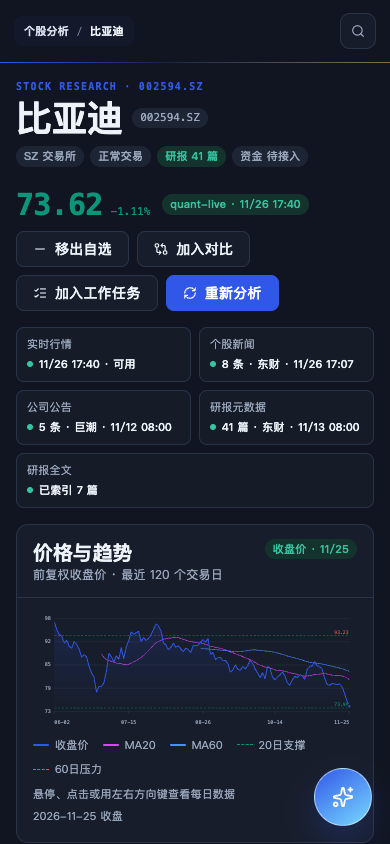 个股分析 / 比亚迪
STOCK RESEARCH · 002594.SZ
比亚迪 002594.SZ
SZ 交易所 正常交易 研报 41 篇 资金 待接入
73.62 -1.11% quant-live · 11/26 17:40
移出自选 加入对比
加入工作任务 重新分析
实时行情 个股新闻
11/26 17:40 · 可用 8 条 · 东财 · 11/26 17:07
公司公告 研报元数据
5 条 · 巨潮 · 11/12 08:00 41 篇 · 东财 · 11/13 08:00
研报全文
已索引 7 篇
价格与趋势 收盘价 · 11/25
前复权收盘价 · 最近 120 个交易日
98
93.23
92
85
79
73
06-02 07-15 08-28 10-14 11-25
收盘价 MA20 MA60 20日支撑
60日压力
悬停、点击或用左右方向键查看每日数据
2026-11-25 收盘